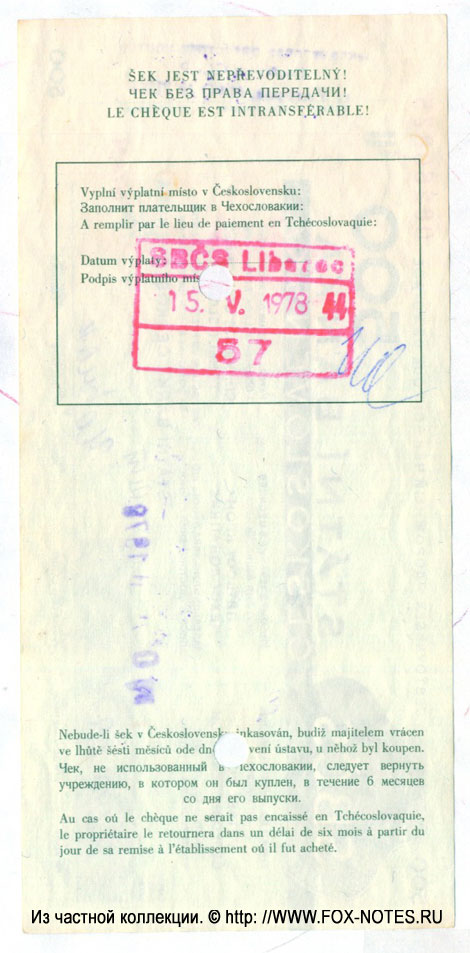 ŠEK JEST NEPŘEVODITELNÝ!
ЧЕК БЕЗ ПРАВА ПЕРЕДАЧИ!
LE CHÈQUE EST INTRANSFÉRABLE!
Vyplní výplatní místo v Československu:
Заполнит плательщик в Чехословакии:
A remplir par le lieu de paiement en Tchécoslovaquie:
Datum výplaty:
SBČS Liberec
Podpis výplatního
15. V. 1978 44
57
Nebude-li šek v Československu inkasován, budiž majitelem vrácen
ve lhůtě šesti měsíců ode dne vení ústavu, u něhož byl koupen.
Чек, не использованный в Чехословакии, следует вернуть
учреждению, в котором он был куплен, в течение 6 месяцев
со дня его выпуски.
Au cas oú le chèque ne serait pas encaissé en Tchécoslovaquie,
le propriétaire le retournera dans un délai de six mois à partir du
jour de sa remise à l'établissement oú il fut acheté.
Из частной коллекции. © http: //WWW.FOX-NOTES.RU